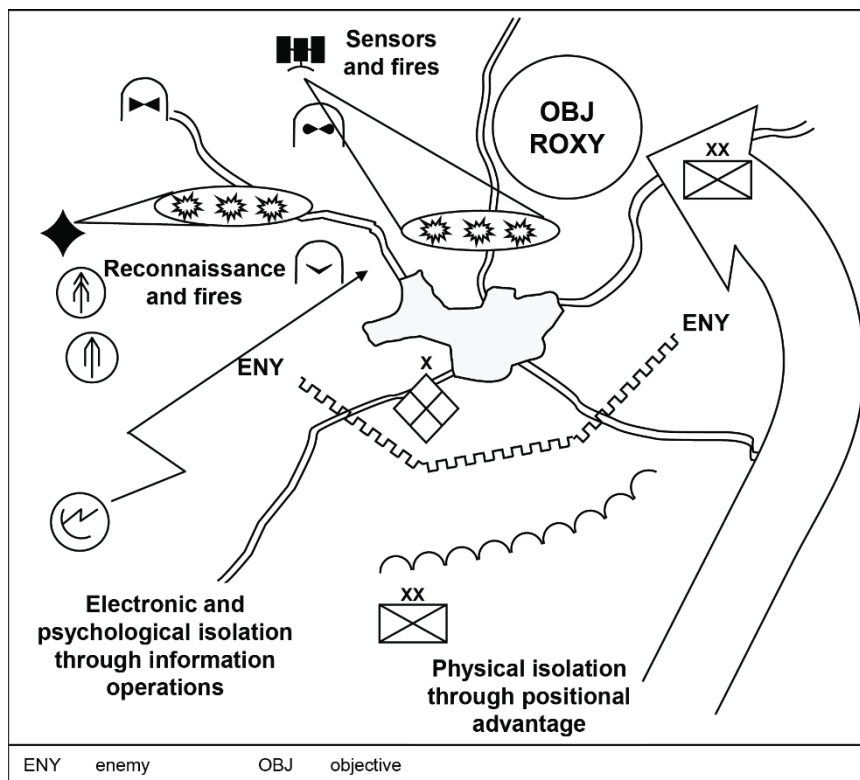 Sensors
and fires
OBJ
ROXY
XX
Reconnaissance
and fires
ENY
ENY
X
XX
Electronic and
psychological isolation
through information
operations
Physical isolation
through positional
advantage
ENY enemy OBJ objective